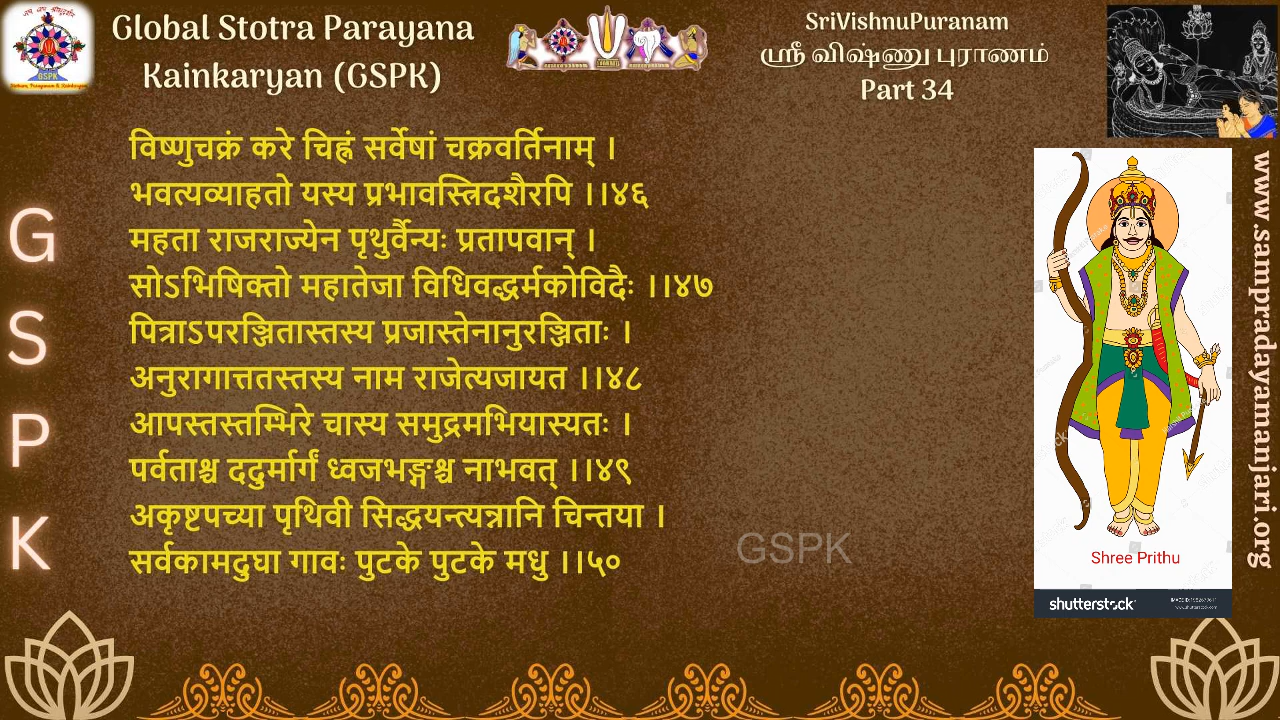 Global Stotra Parayana
Kainkaryan (GSPK)
SriVishnuPuranam
ஸ்ரீ விஷ்ணு புராணம்
Part 34
विष्णुचक्रं करे चिह्नं सर्वेषां चक्रवर्तिनाम् ।
भवत्यव्याहतो यस्य प्रभावस्त्रिदशैरपि ।।४६
महता राजराज्येन पृथुर्वैन्यः प्रतापवान् ।
सोऽभिषिक्तो महातेजा विधिवद्धर्मकोविदैः ।।४७
पित्राऽपरञ्जितास्तस्य प्रजास्तेनानुरञ्जिताः ।
अनुरागात्ततस्तस्य नाम राजेत्यजायत ।।४८
आपस्तस्तम्भिरे चास्य समुद्रमभियास्यतः ।
पर्वताश्च ददुर्मार्गं ध्वजभङ्गश्च नाभवत् ।।४९
अकृष्टपच्या पृथिवी सिद्धयन्त्यन्नानि चिन्तया ।
सर्वकामदुघा गावः पुटके पुटके मधु ।।५०
G
S
P
K
GSPK
Shree Prithu
shutterstock
www.sampradayamanjari.org
GSPK